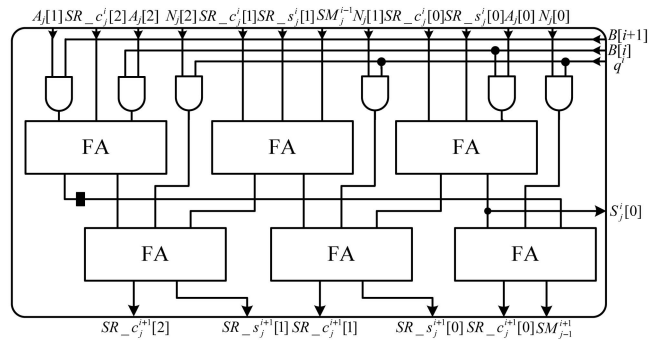 A_j[1] SR_c_j^i[2] A_j[2] N_j[2] SR_c_j^i[1] SR_s_j^i[1] SM_j^{i-1} N_j[1] SR_c_j^i[0] SR_s_j^i[0] A_j[0] N_j[0]
B[i+1]
B[i]
q^i
FA FA FA
S_j^i[0]
FA FA FA
SR_c_j^{i+1}[2] SR_s_j^{i+1}[1] SR_c_j^{i+1}[1] SR_s_j^{i+1}[0] SR_c_j^{i+1}[0] SM_{j-1}^{i+1}